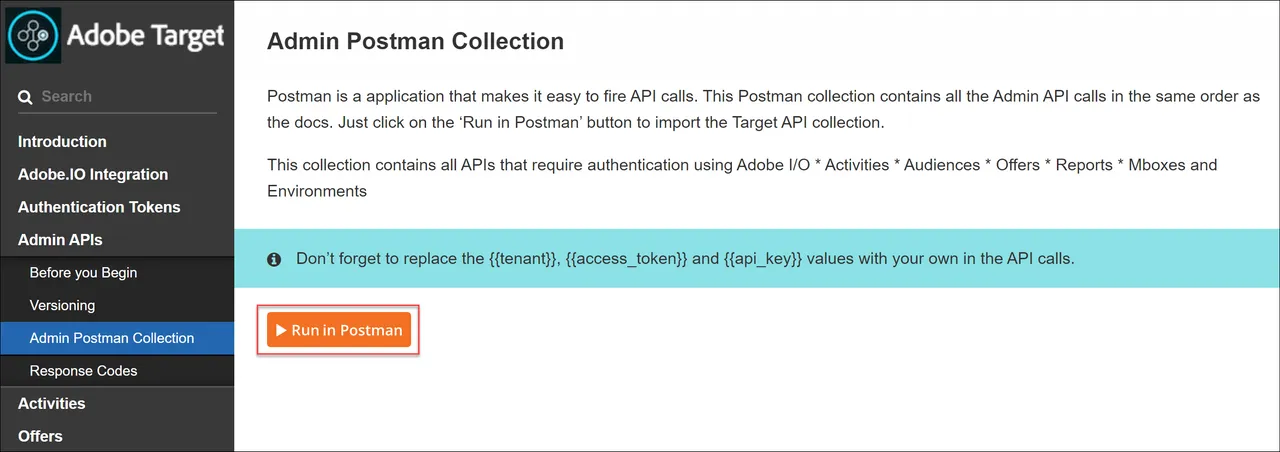 Adobe Target
Search
Introduction
Adobe.IO Integration
Authentication Tokens
Admin APIs
Before you Begin
Versioning
Admin Postman Collection
Response Codes
Activities
Offers
Admin Postman Collection
Postman is a application that makes it easy to fire API calls. This Postman collection contains all the Admin API calls in the same order as
the docs. Just click on the ‘Run in Postman’ button to import the Target API collection.
This collection contains all APIs that require authentication using Adobe I/O * Activities * Audiences * Offers * Reports * Mboxes and
Environments
Don’t forget to replace the {{tenant}}, {{access_token}} and {{api_key}} values with your own in the API calls.
Run in Postman